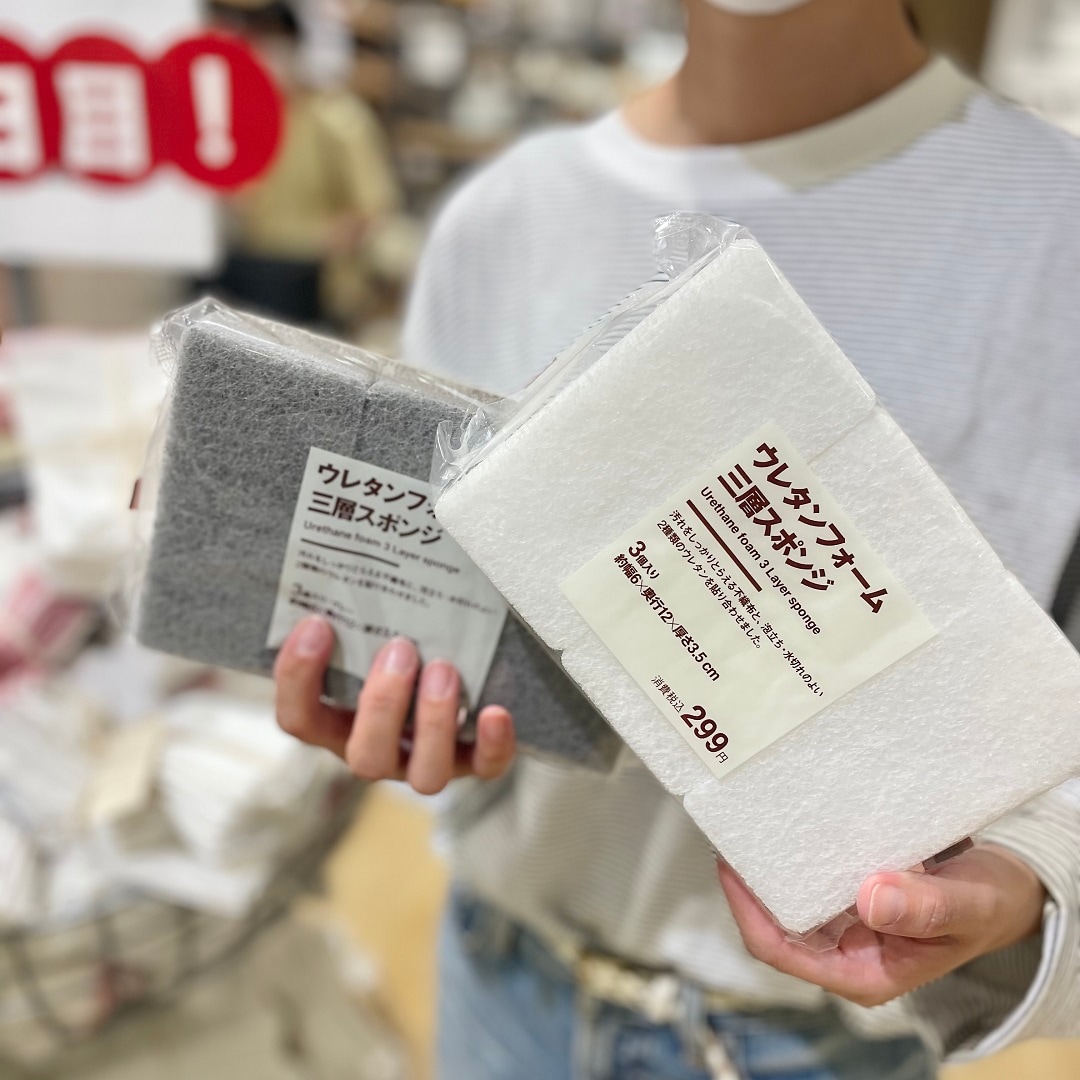 目!
ウレタンフォ
三層スポンジ
Urethane foam 3 Layer sponge
ウレタンフォーム
三層スポンジ
Urethane foam 3 Layer sponge
汚れをしっかりとらえる不織布と、泡立ち・水切れのよい
2種類のウレタンを貼り合わせました。
3個入り
約幅6×奥行12×厚さ3.5cm
消費税込 299円